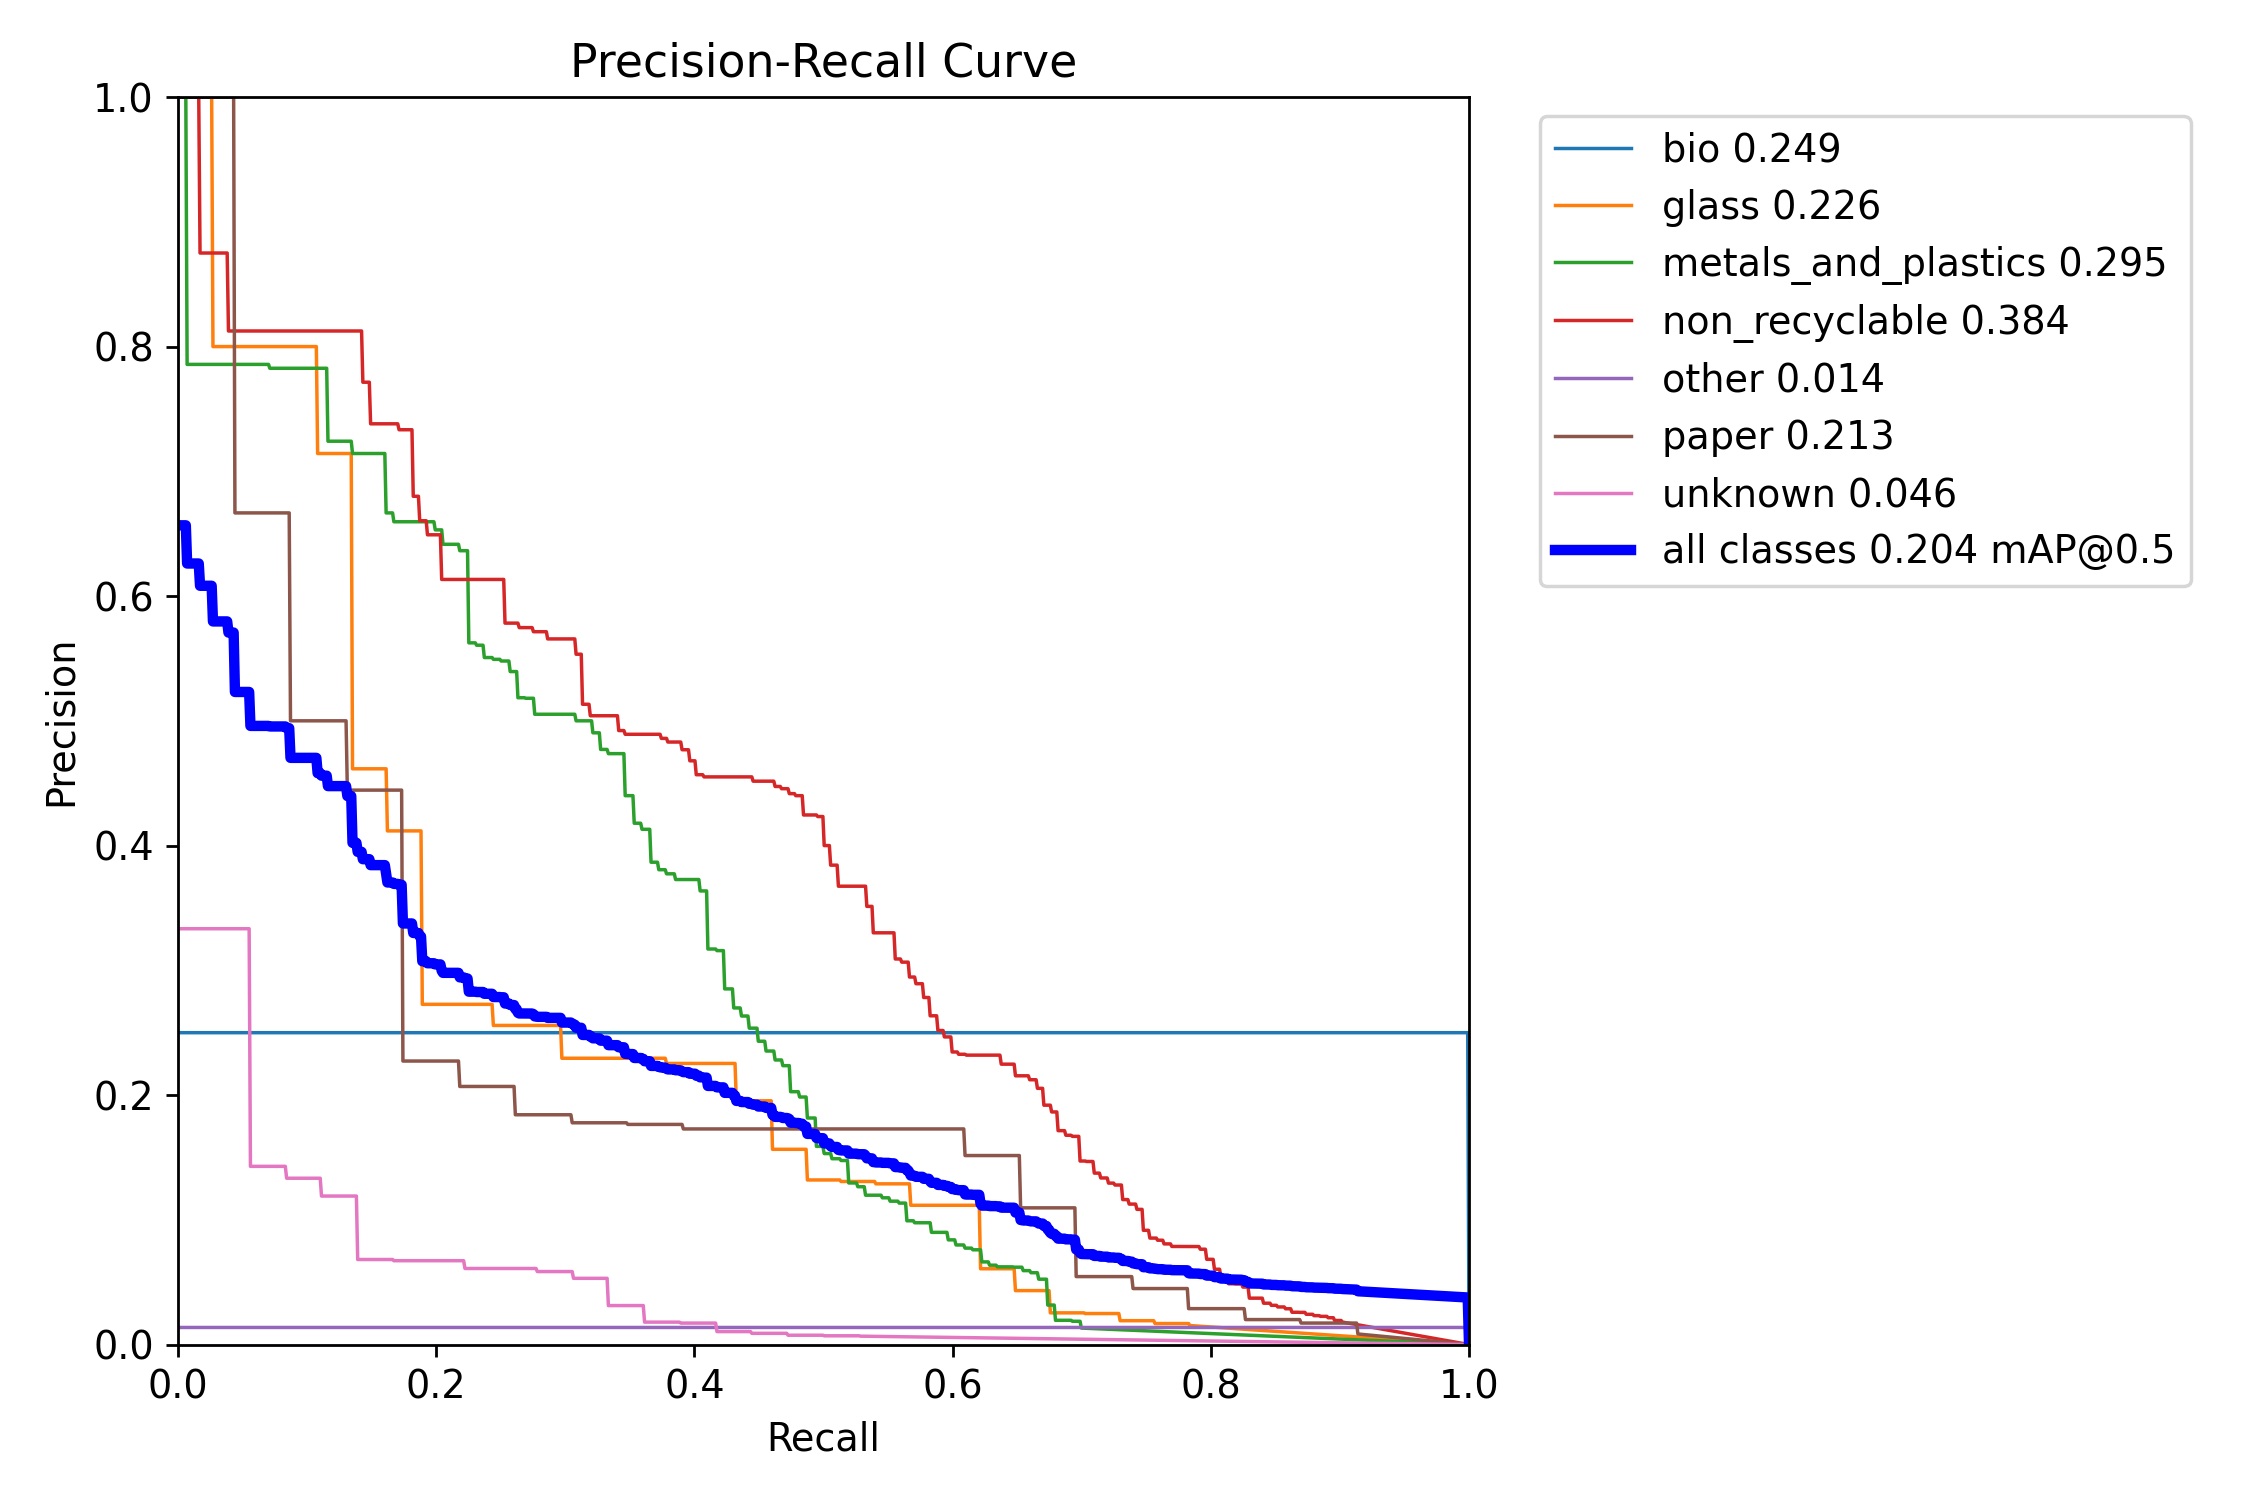 Precision-Recall Curve
1.0
0.8
0.6
0.4
0.2
0.0
Precision
0.0 0.2 0.4 0.6 0.8 1.0
Recall
bio 0.249
glass 0.226
metals_and_plastics 0.295
non_recyclable 0.384
other 0.014
paper 0.213
unknown 0.046
all classes 0.204 mAP@0.5